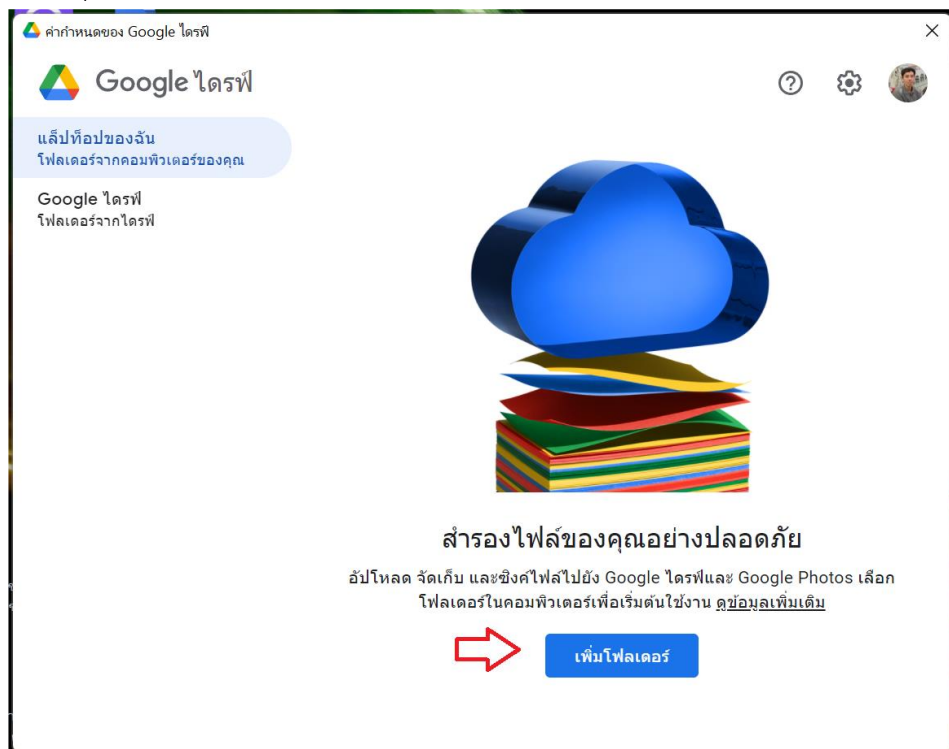 ค่ากำหนดของ Google ไดรฟ์
Google ไดรฟ์
แล็ปท็อปของฉัน
โฟลเดอร์จากคอมพิวเตอร์ของคุณ
Google ไดรฟ์
โฟลเดอร์จากไดรฟ์
สำรองไฟล์ของคุณอย่างปลอดภัย
อัปโหลด จัดเก็บ และซิงค์ไฟล์ไปยัง Google ไดรฟ์และ Google Photos เลือก
โฟลเดอร์ในคอมพิวเตอร์เพื่อเริ่มต้นใช้งาน ดูข้อมูลเพิ่มเติม
เพิ่มโฟลเดอร์